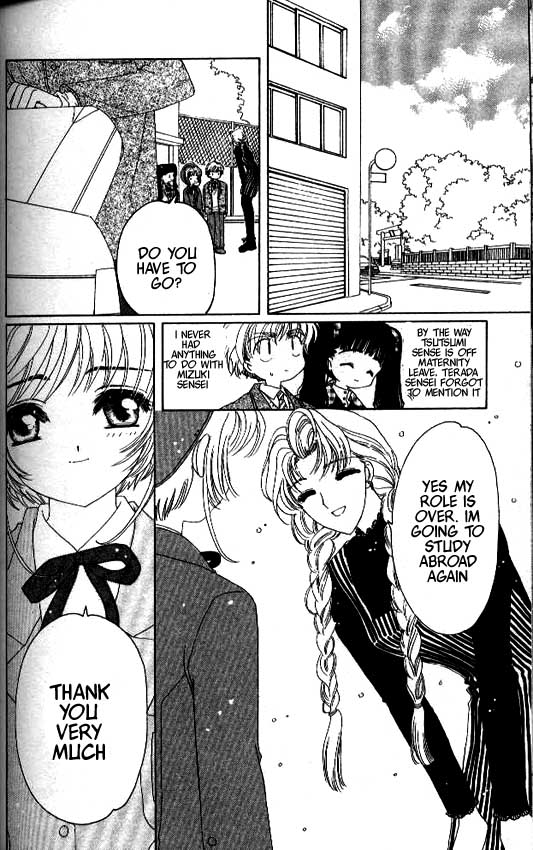 DO YOU
HAVE TO
GO?
BY THE WAY
TSUTSUMI
SENSE IS OFF
MATERNITY
LEAVE. TERADA
SENSEI FORGOT
TO MENTION IT
I NEVER
HAD
ANYTHING
TO DO WITH
MIZUKI
SENSEI
YES MY
ROLE IS
OVER. IM
GOING TO
STUDY
ABROAD
AGAIN
THANK
YOU
VERY
MUCH